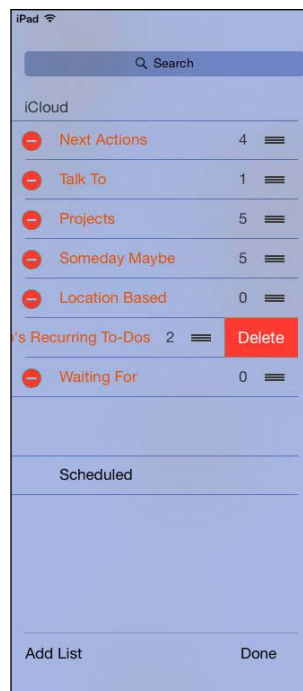 iPad
Search
iCloud
Next Actions 4
Talk To 1
Projects 5
Someday Maybe 5
Location Based 0
's Recurring To-Dos 2 Delete
Waiting For 0
Scheduled
Add List Done